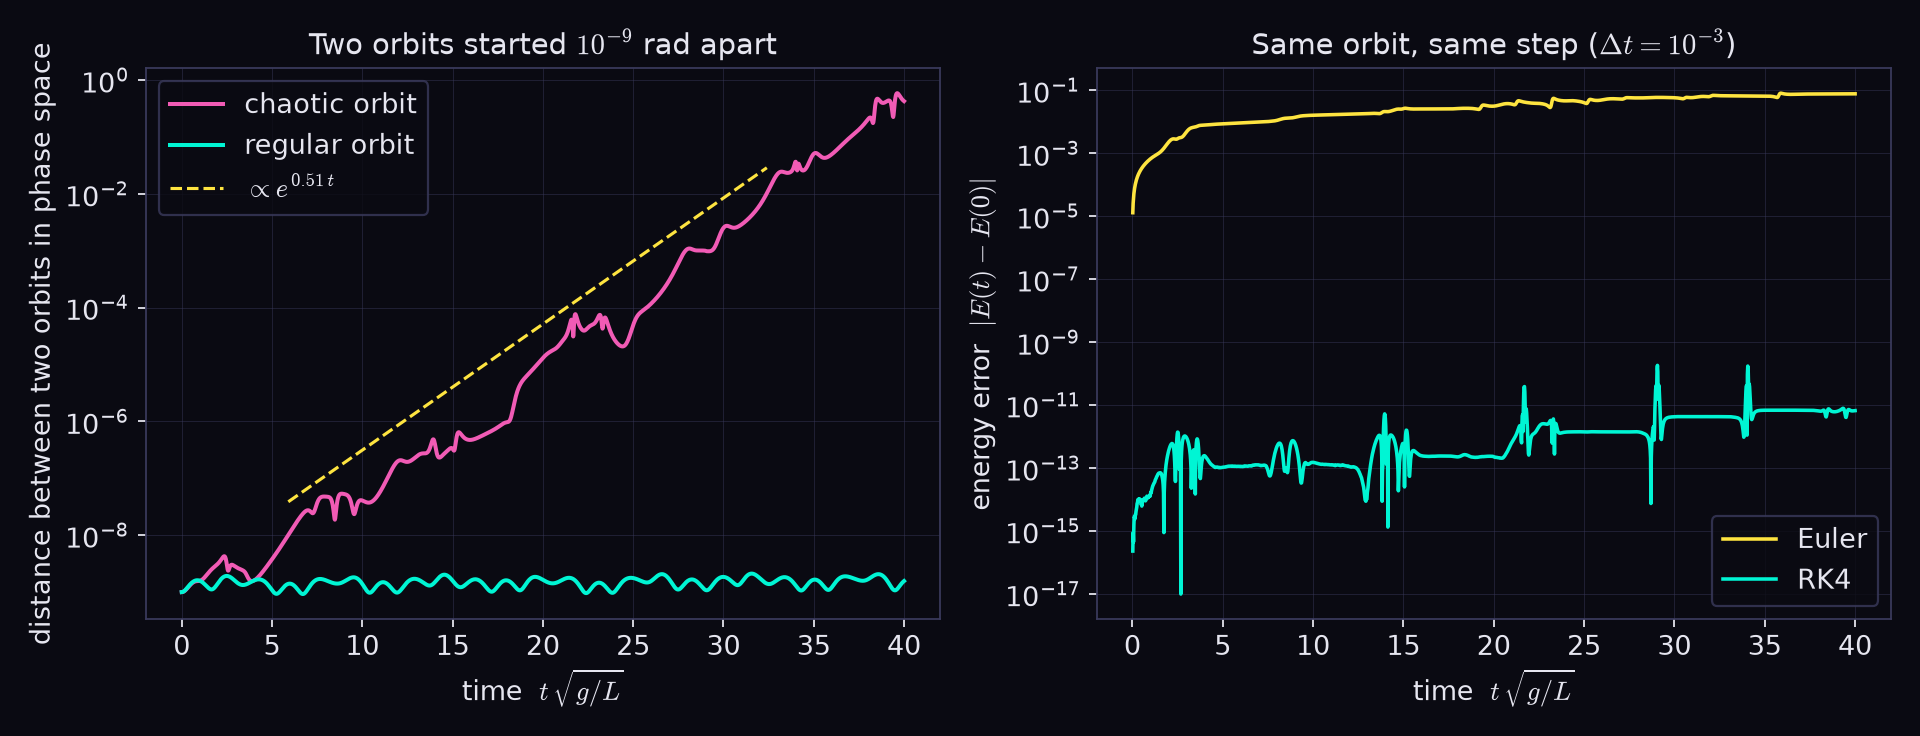 Two orbits started 10⁻⁹ rad apart
distance between two orbits in phase space
10⁰
10⁻²
10⁻⁴
10⁻⁶
10⁻⁸
chaotic orbit
regular orbit
∝ e^{0.51 t}
0 5 10 15 20 25 30 35 40
time t√(g/L)
Same orbit, same step (Δt = 10⁻³)
energy error |E(t) − E(0)|
10⁻¹
10⁻³
10⁻⁵
10⁻⁷
10⁻⁹
10⁻¹¹
10⁻¹³
10⁻¹⁵
10⁻¹⁷
Euler
RK4
0 5 10 15 20 25 30 35 40
time t√(g/L)